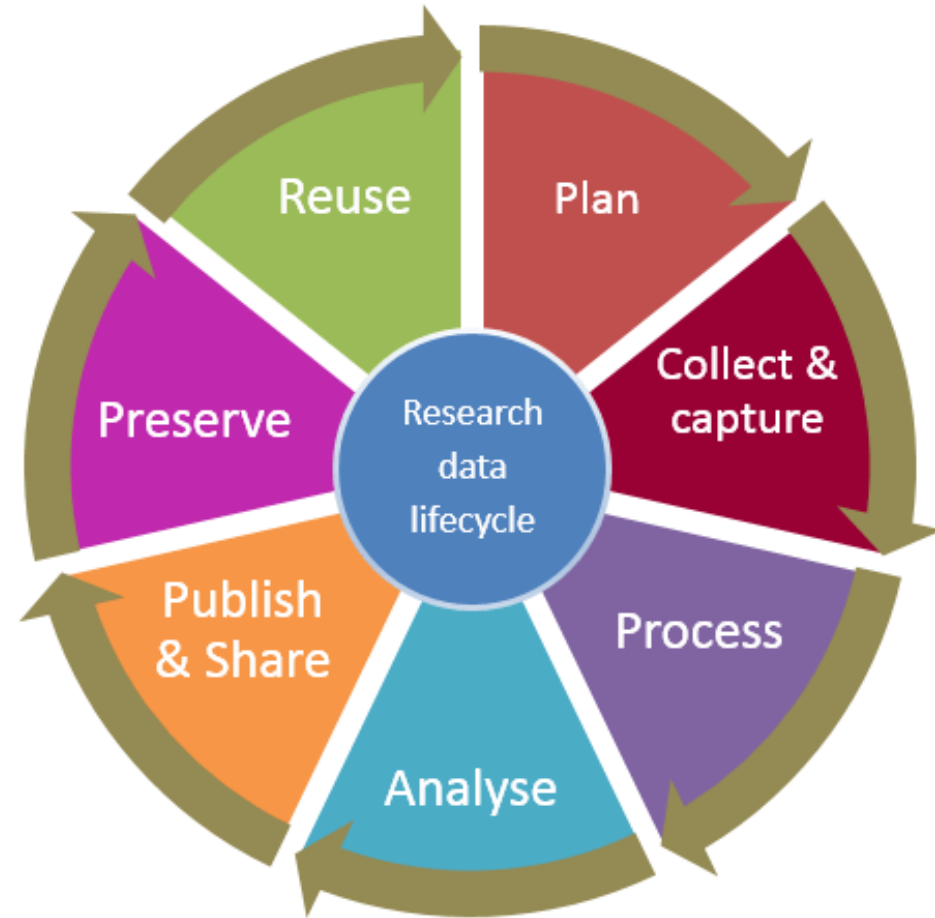 Research
data
lifecycle
Plan
Collect &
capture
Process
Analyse
Publish
& Share
Preserve
Reuse